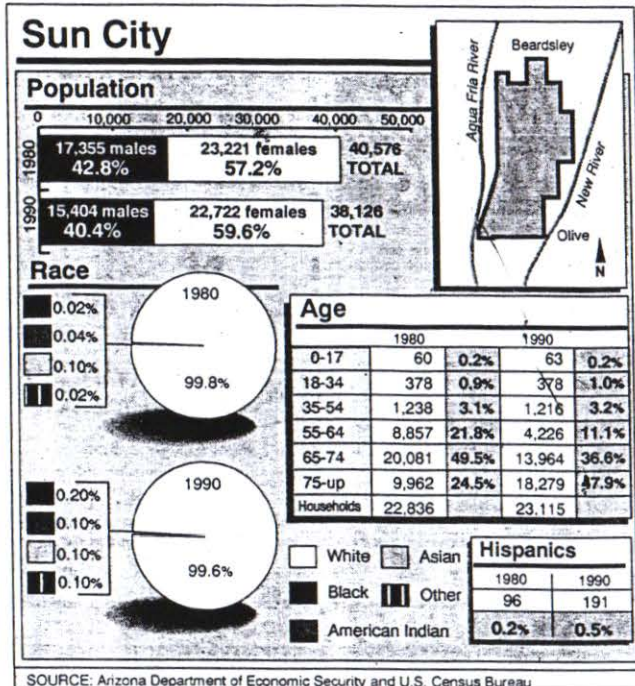 Sun City
Beardsley
Agua Fria River
New River
Olive
N
Population
0 10,000 20,000 30,000 40,000 50,000
1980
17,355 males 23,221 females 40,576
42.8% 57.2% TOTAL
1990
15,404 males 22,722 females 38,126
40.4% 59.6% TOTAL
Race
1980
0.02%
0.04%
0.10%
0.02%
99.8%
1990
0.20%
0.10%
0.10%
0.10%
99.6%
Age
1980 1990
0-17 60 0.2% 63 0.2%
18-34 378 0.9% 378 1.0%
35-54 1,238 3.1% 1,216 3.2%
55-64 8,857 21.8% 4,226 11.1%
65-74 20,081 49.5% 13,964 36.6%
75-up 9,962 24.5% 18,279 47.9%
Households 22,836 23,115
White Asian
Black Other
American Indian
Hispanics
1980 1990
96 191
0.2% 0.5%
SOURCE: Arizona Department of Economic Security and U.S. Census Bureau